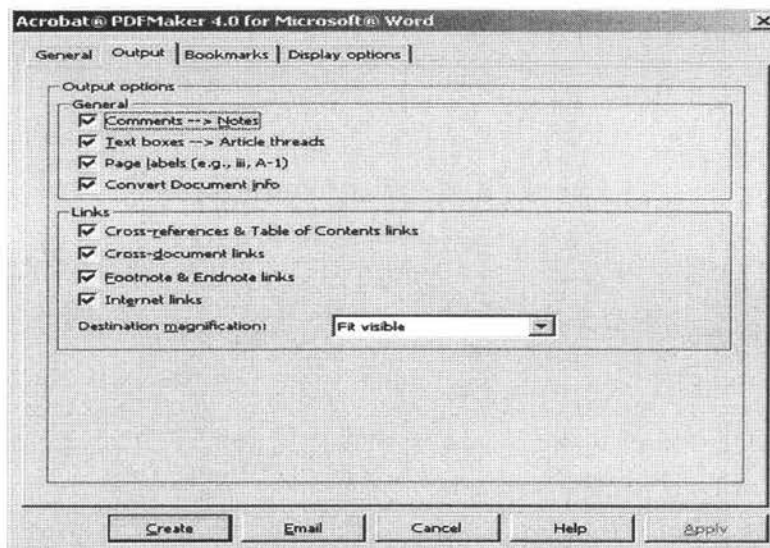 Acrobat® PDFMaker 4.0 for Microsoft® Word
General Output Bookmarks Display options
Output options
General
Comments --> Notes
Text boxes --> Article threads
Page labels (e.g., iii, A-1)
Convert Document info
Links
Cross-references & Table of Contents links
Cross-document links
Footnote & Endnote links
Internet links
Destination magnification: Fit visible
Create Email Cancel Help Apply